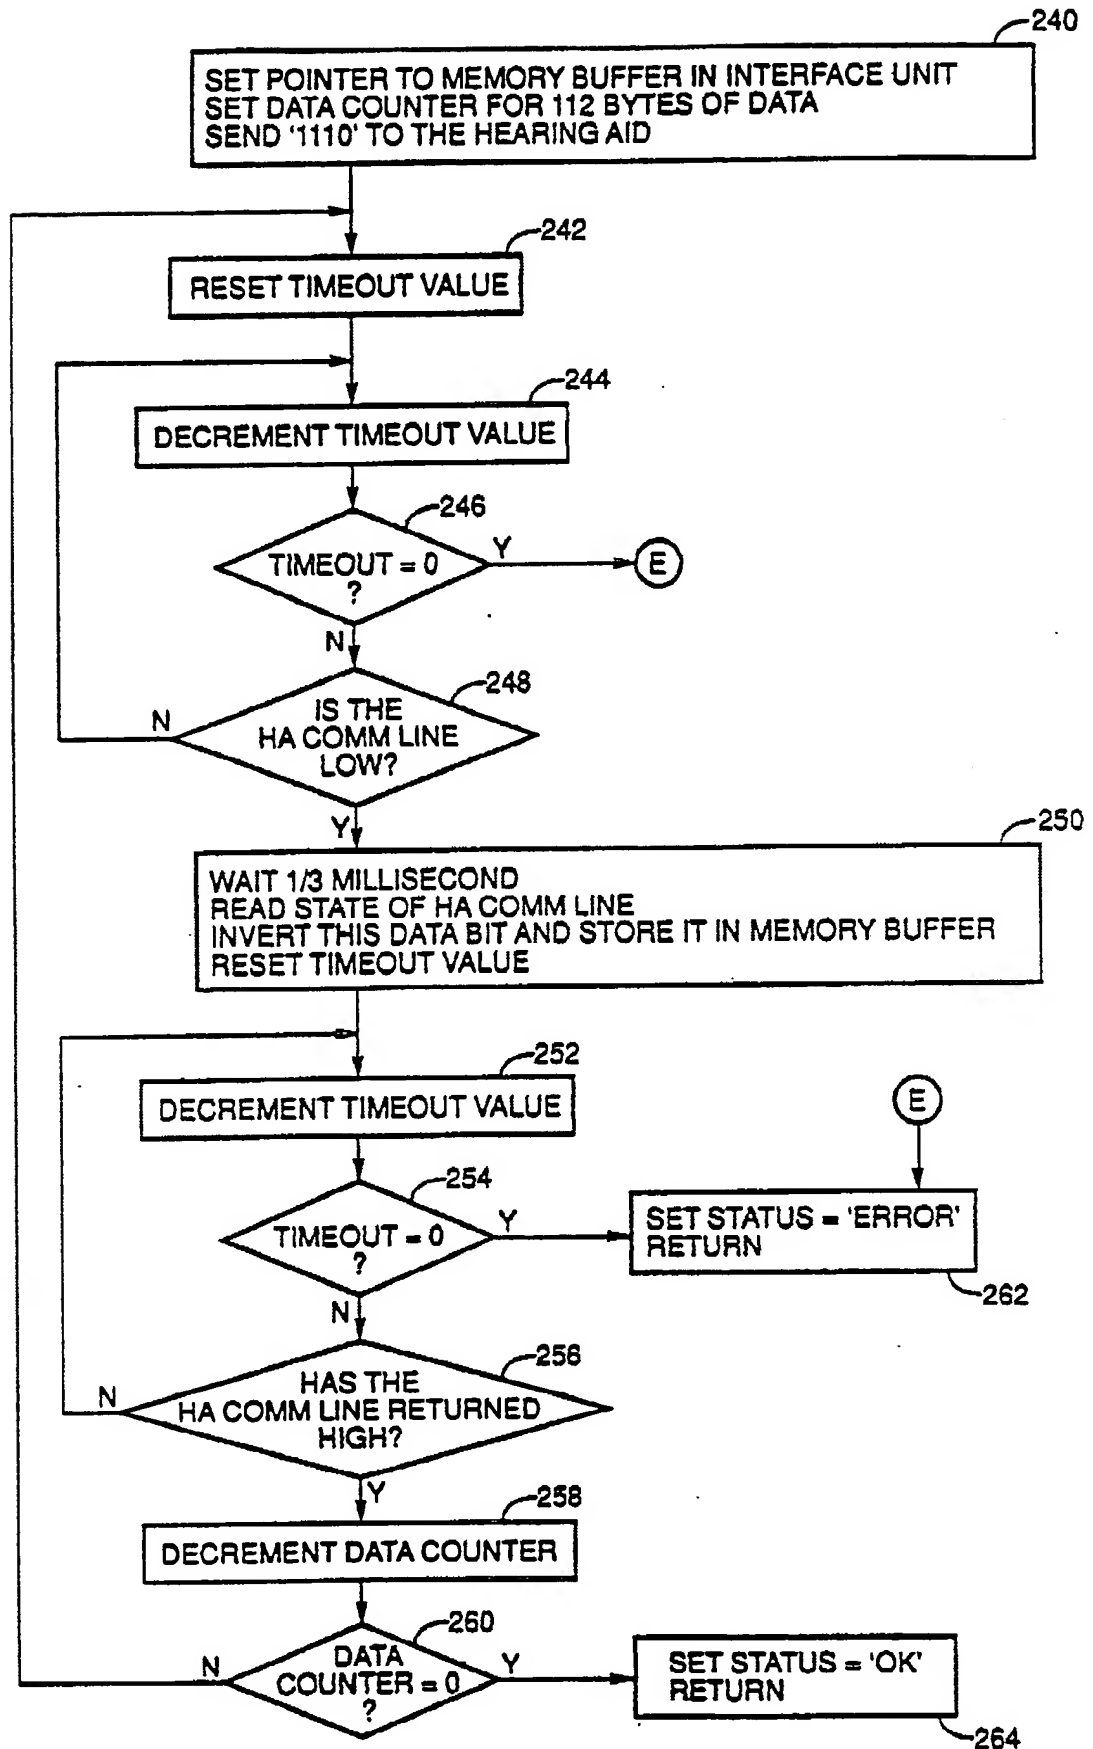 240
SET POINTER TO MEMORY BUFFER IN INTERFACE UNIT
SET DATA COUNTER FOR 112 BYTES OF DATA
SEND '1110' TO THE HEARING AID
242
RESET TIMEOUT VALUE
244
DECREMENT TIMEOUT VALUE
246
TIMEOUT = 0
?
Y
E
N
248
IS THE
HA COMM LINE
LOW?
N
Y
250
WAIT 1/3 MILLISECOND
READ STATE OF HA COMM LINE
INVERT THIS DATA BIT AND STORE IT IN MEMORY BUFFER
RESET TIMEOUT VALUE
252
DECREMENT TIMEOUT VALUE
E
254
TIMEOUT = 0
?
Y
SET STATUS = 'ERROR'
RETURN
262
N
256
HAS THE
HA COMM LINE RETURNED
HIGH?
N
Y
258
DECREMENT DATA COUNTER
260
DATA
COUNTER = 0
?
N
Y
SET STATUS = 'OK'
RETURN
264